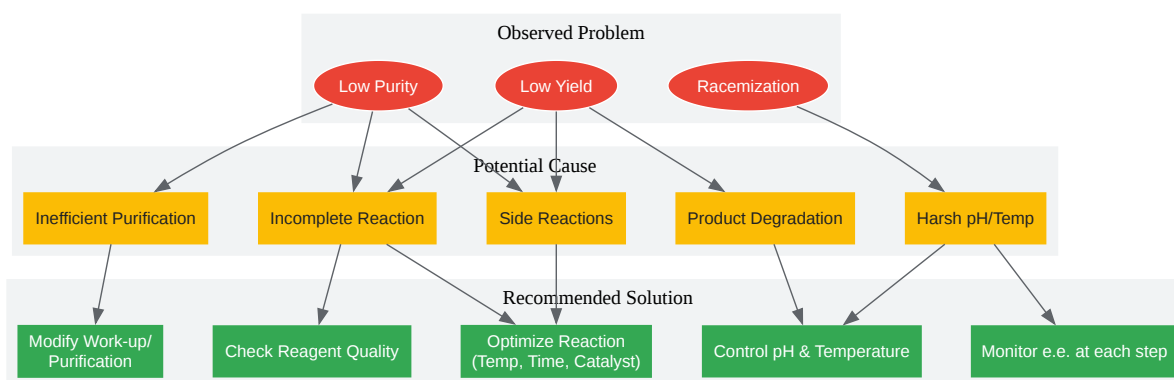 Observed Problem
Low Purity
Low Yield
Racemization
Potential Cause
Inefficient Purification
Incomplete Reaction
Side Reactions
Product Degradation
Harsh pH/Temp
Recommended Solution
Modify Work-up/
Purification
Check Reagent Quality
Optimize Reaction
(Temp, Time, Catalyst)
Control pH & Temperature
Monitor e.e. at each step